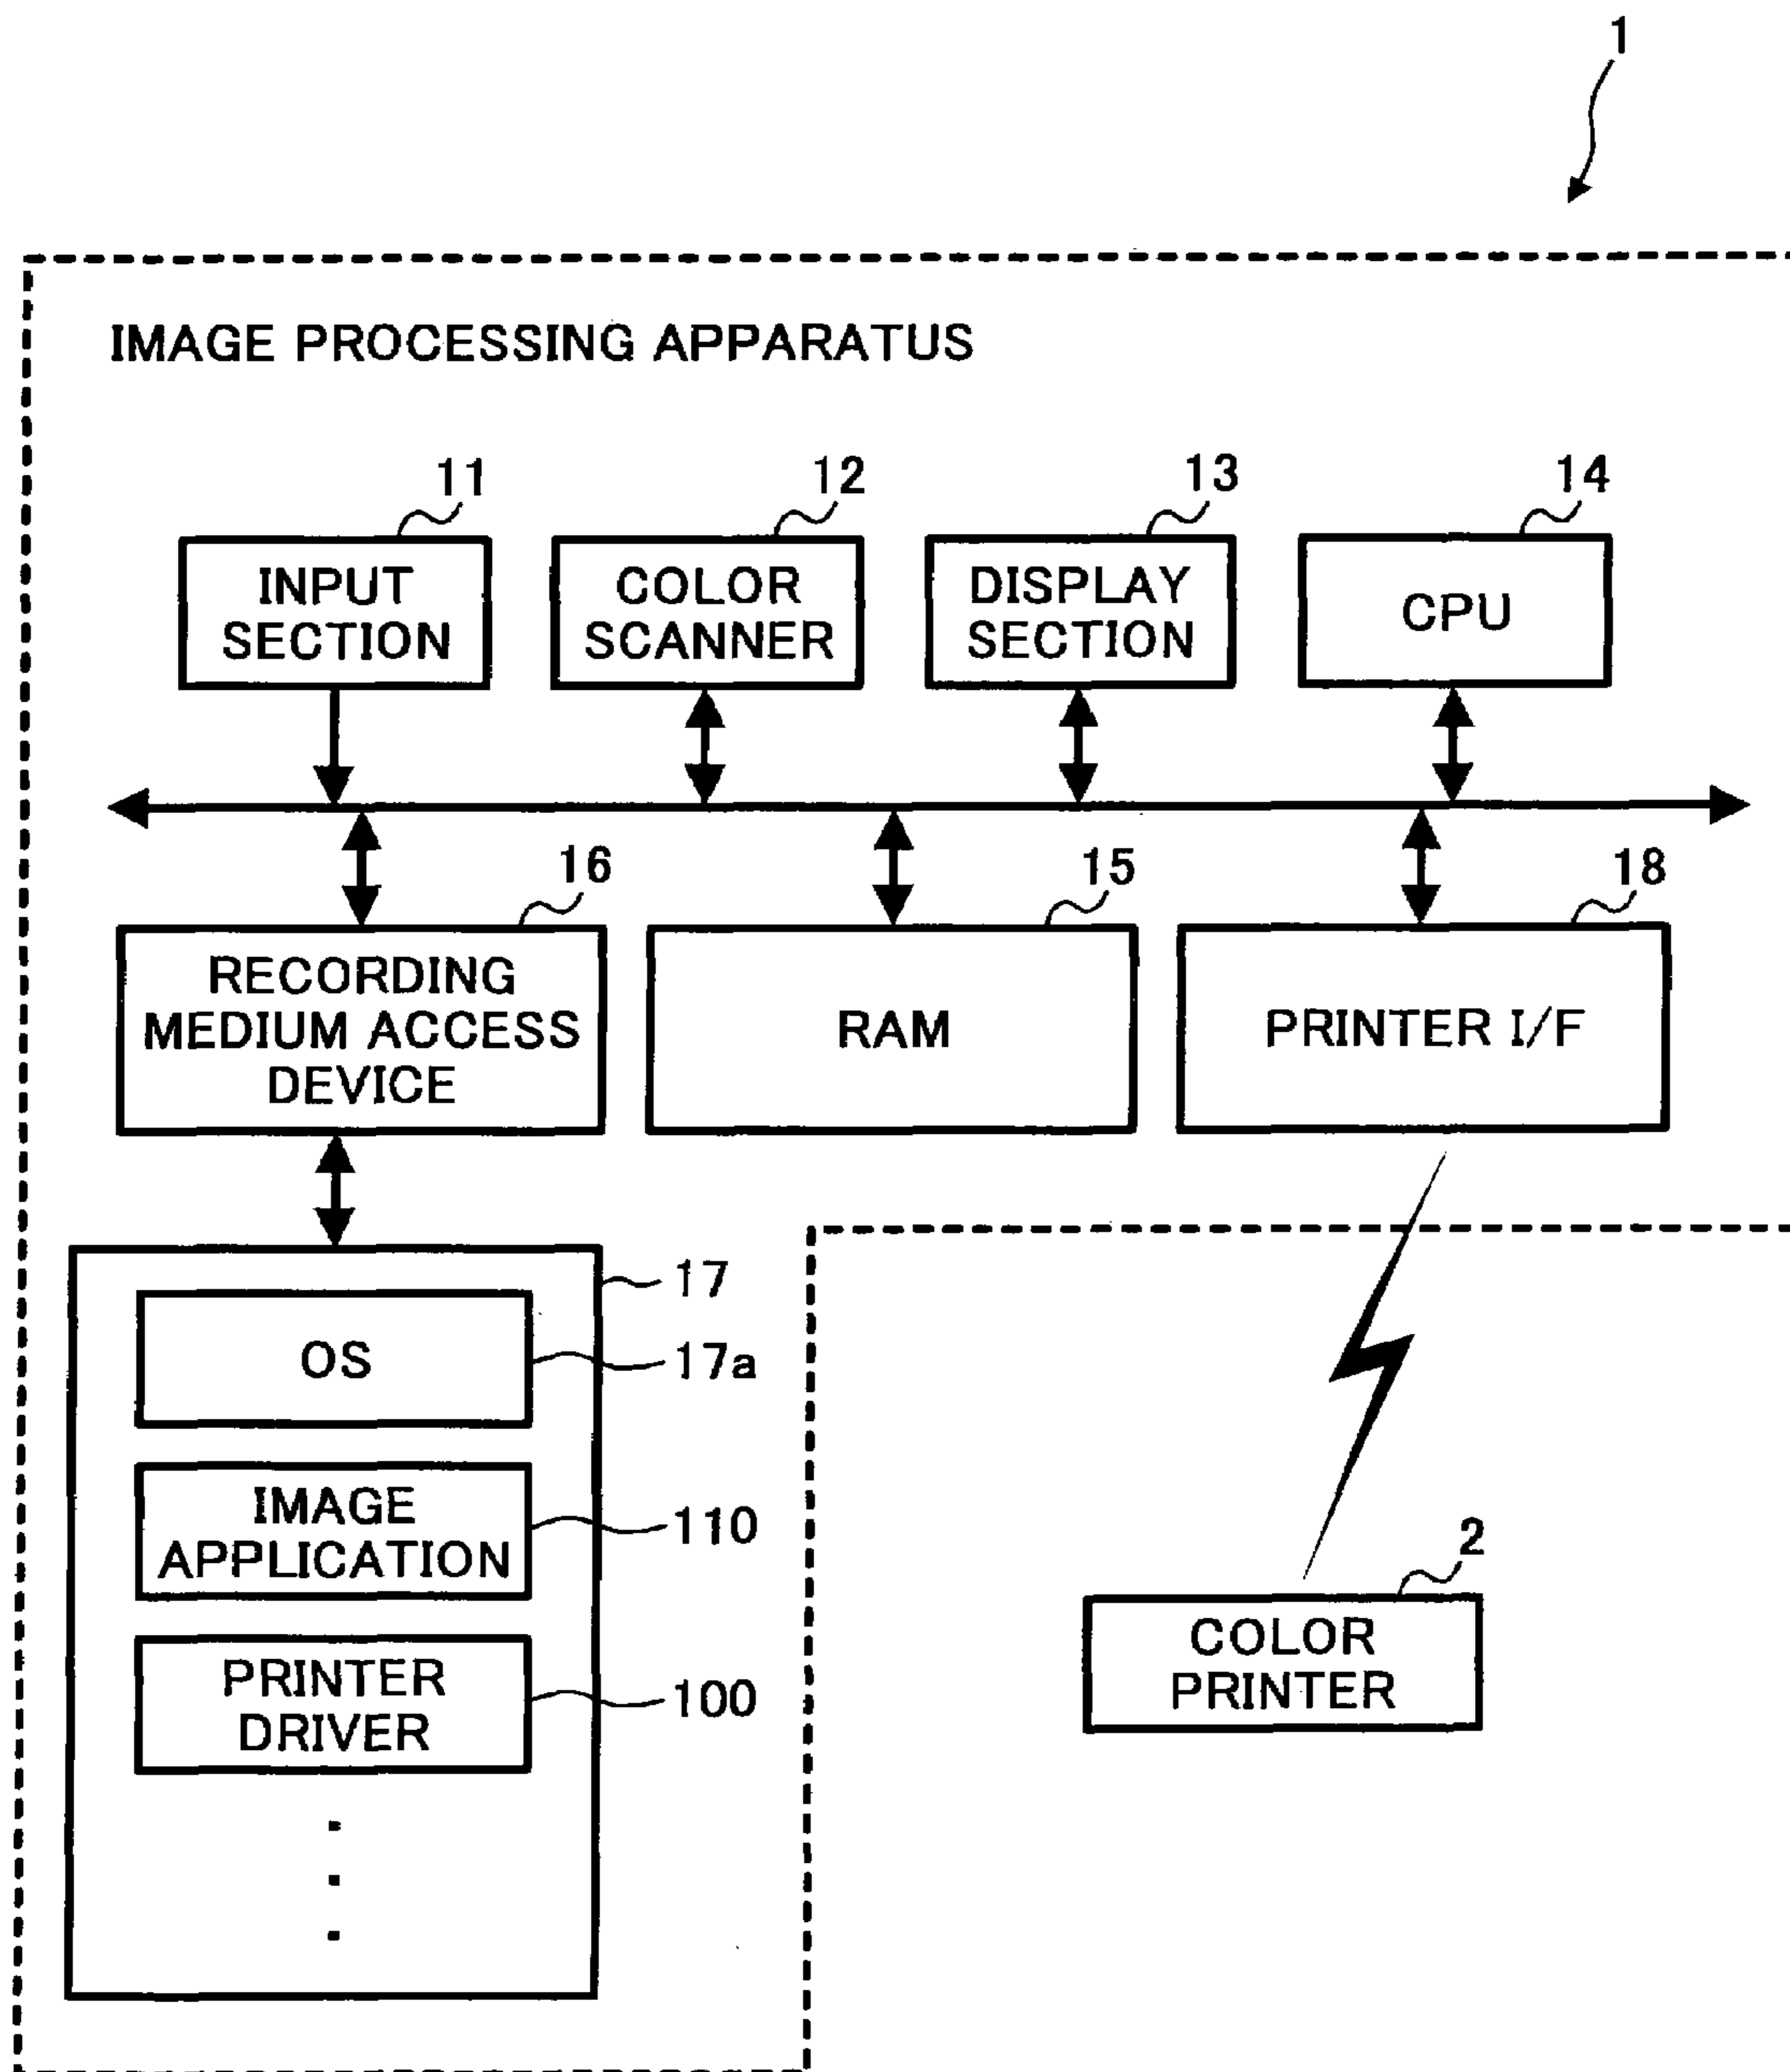 1
IMAGE PROCESSING APPARATUS
11
12
13
14
INPUT
SECTION
COLOR
SCANNER
DISPLAY
SECTION
CPU
16
15
18
RECORDING
MEDIUM ACCESS
DEVICE
RAM
PRINTER I/F
17
OS
17a
IMAGE
APPLICATION
110
PRINTER
DRIVER
100
2
COLOR
PRINTER